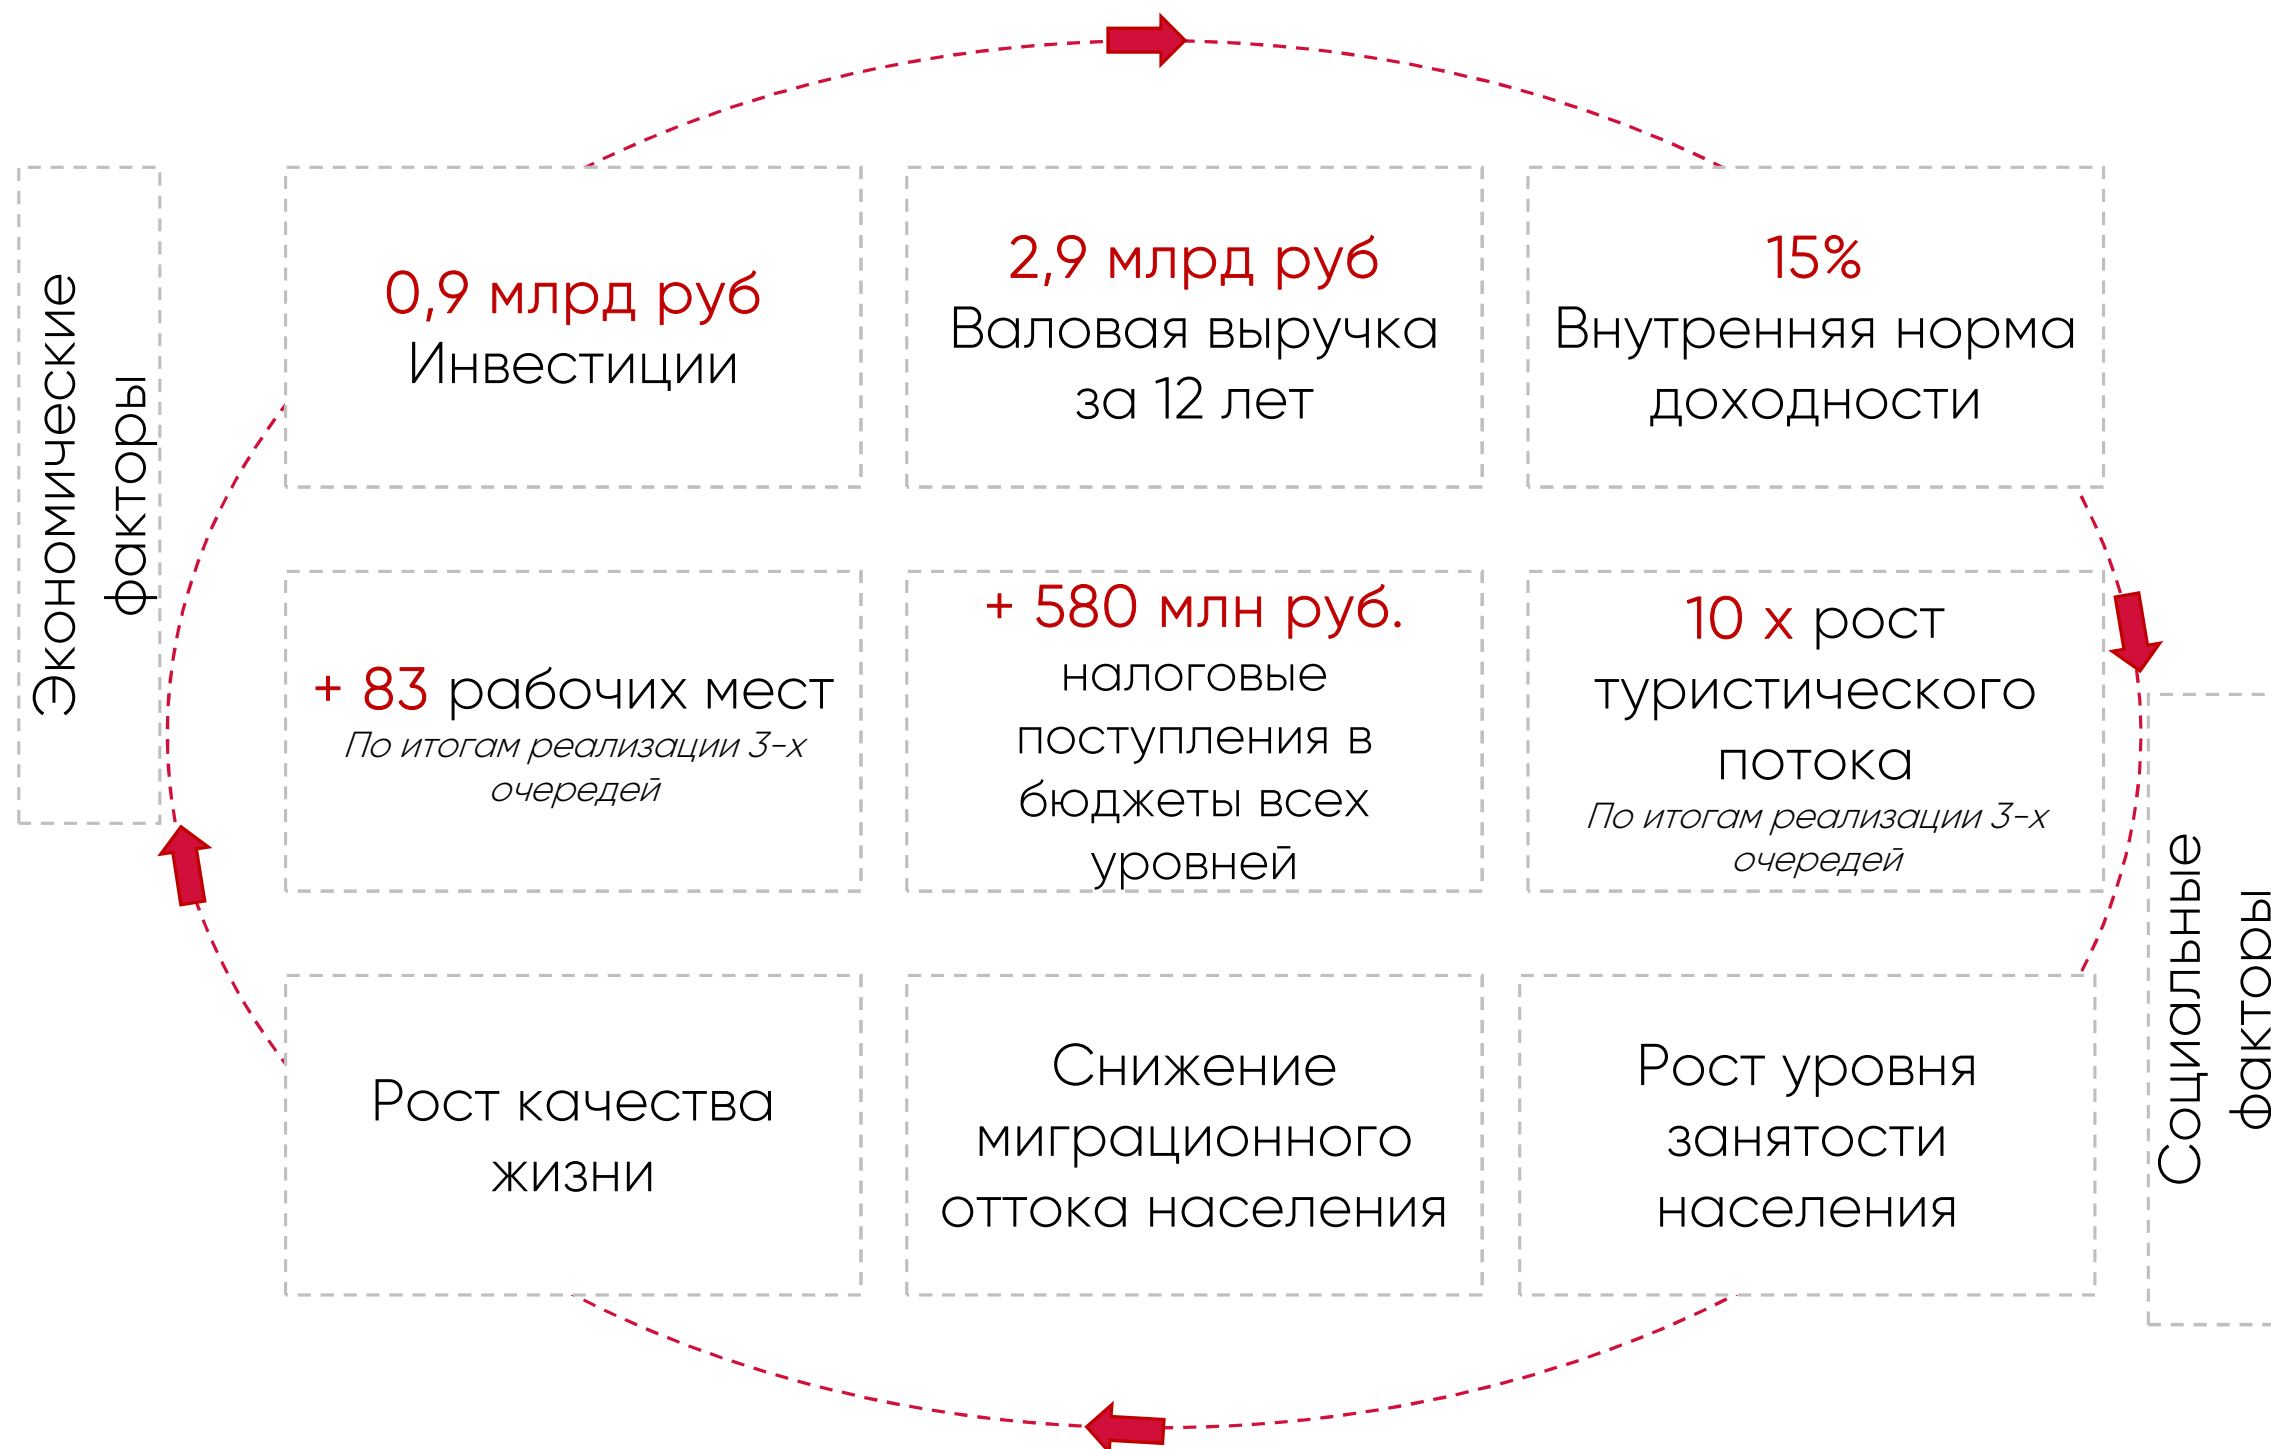 Экономические
факторы
0,9 млрд руб
Инвестиции
2,9 млрд руб
Валовая выручка
за 12 лет
15%
Внутренняя норма
доходности
+ 83 рабочих мест
По итогам реализации 3-х
очередей
+ 580 млн руб.
налоговые
поступления в
бюджеты всех
уровней
10 х рост
туристического
потока
По итогам реализации 3-х
очередей
Социальные
факторы
Рост качества
жизни
Снижение
миграционного
оттока населения
Рост уровня
занятости
населения